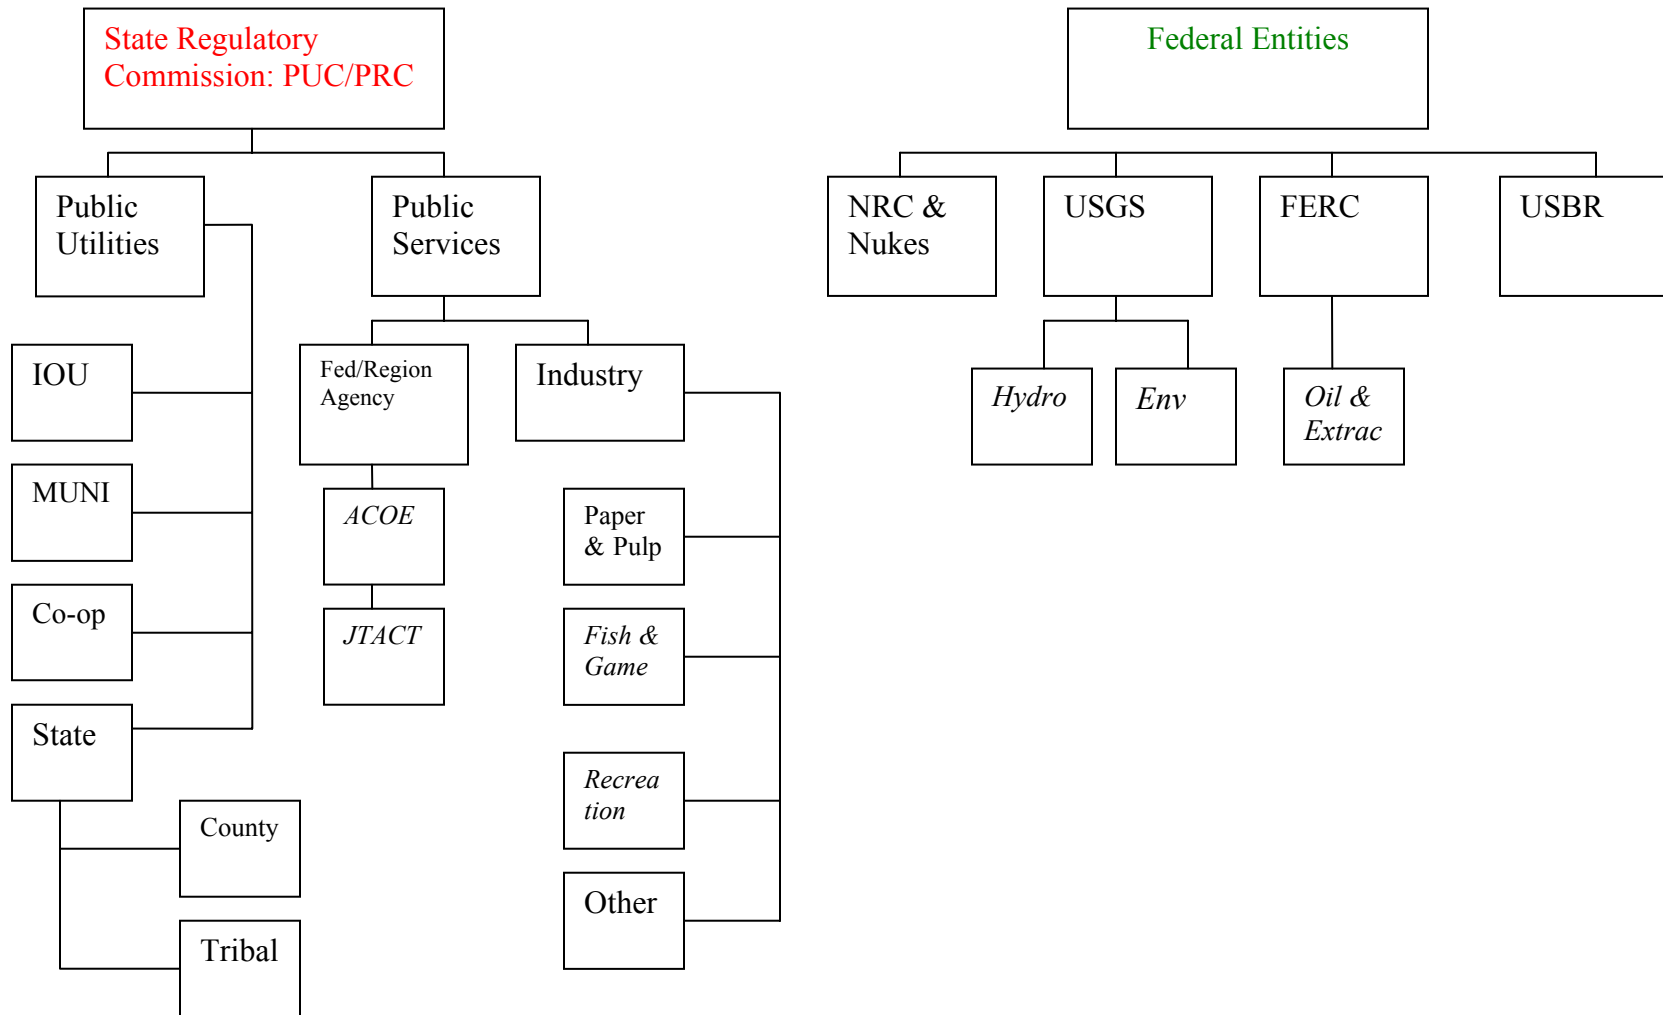 State Regulatory
Commission: PUC/PRC
Federal Entities
Public
Utilities
Public
Services
NRC &
Nukes
USGS
FERC
USBR
IOU
Fed/Region
Agency
Industry
Hydro
Env
Oil &
Extrac
MUNI
ACOE
Paper
& Pulp
Co-op
JTACT
Fish &
Game
State
Recrea
tion
County
Other
Tribal